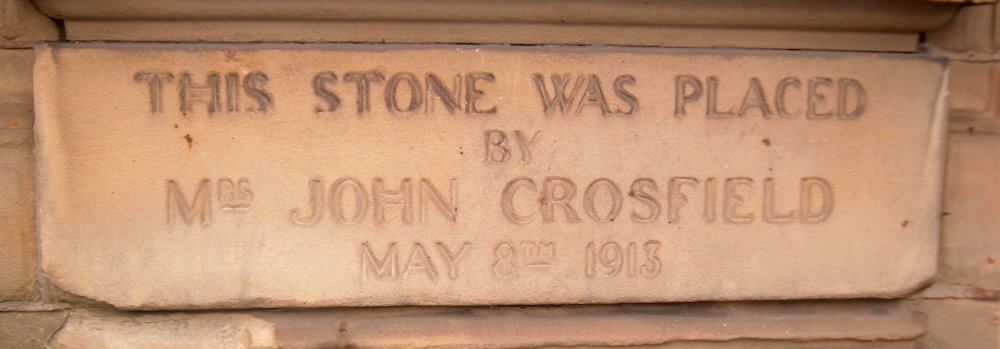 THIS STONE WAS PLACED
BY
MRS JOHN CROSFIELD
MAY 8TH 1913